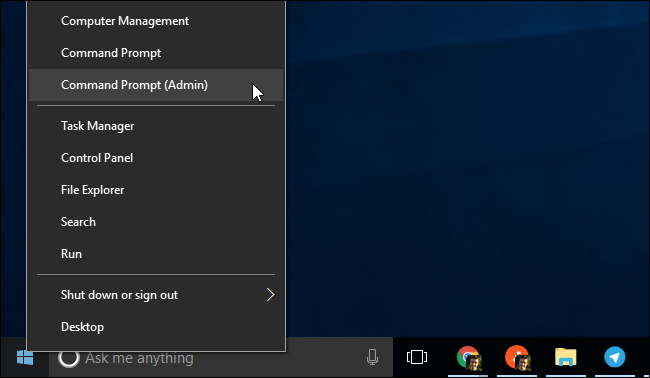 Computer Management
Command Prompt
Command Prompt (Admin)
Task Manager
Control Panel
File Explorer
Search
Run
Shut down or sign out
Desktop
Ask me anything